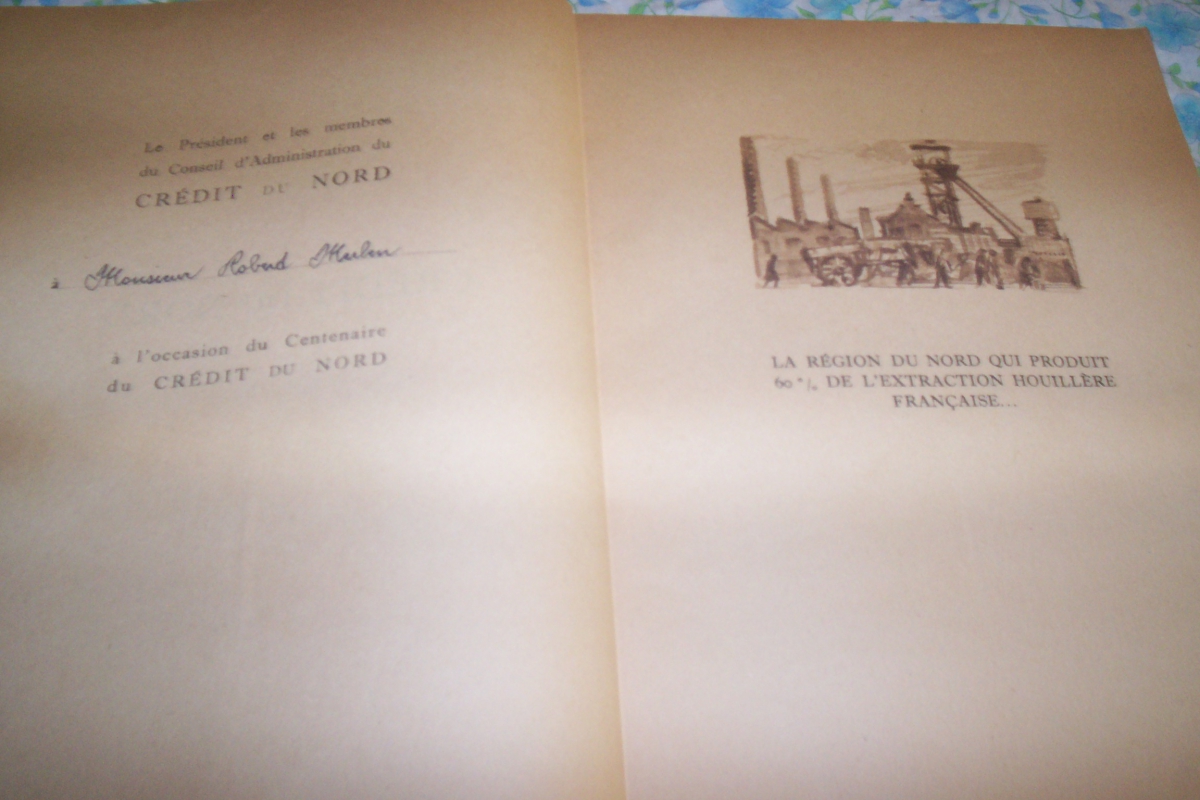 Le Président et les membres
du Conseil d'Administration du
CRÉDIT DU NORD
à Monsieur Robert
à l'occasion du Centenaire
du CRÉDIT DU NORD
LA RÉGION DU NORD QUI PRODUIT
60 % DE L'EXTRACTION HOUILLÈRE
FRANÇAISE...